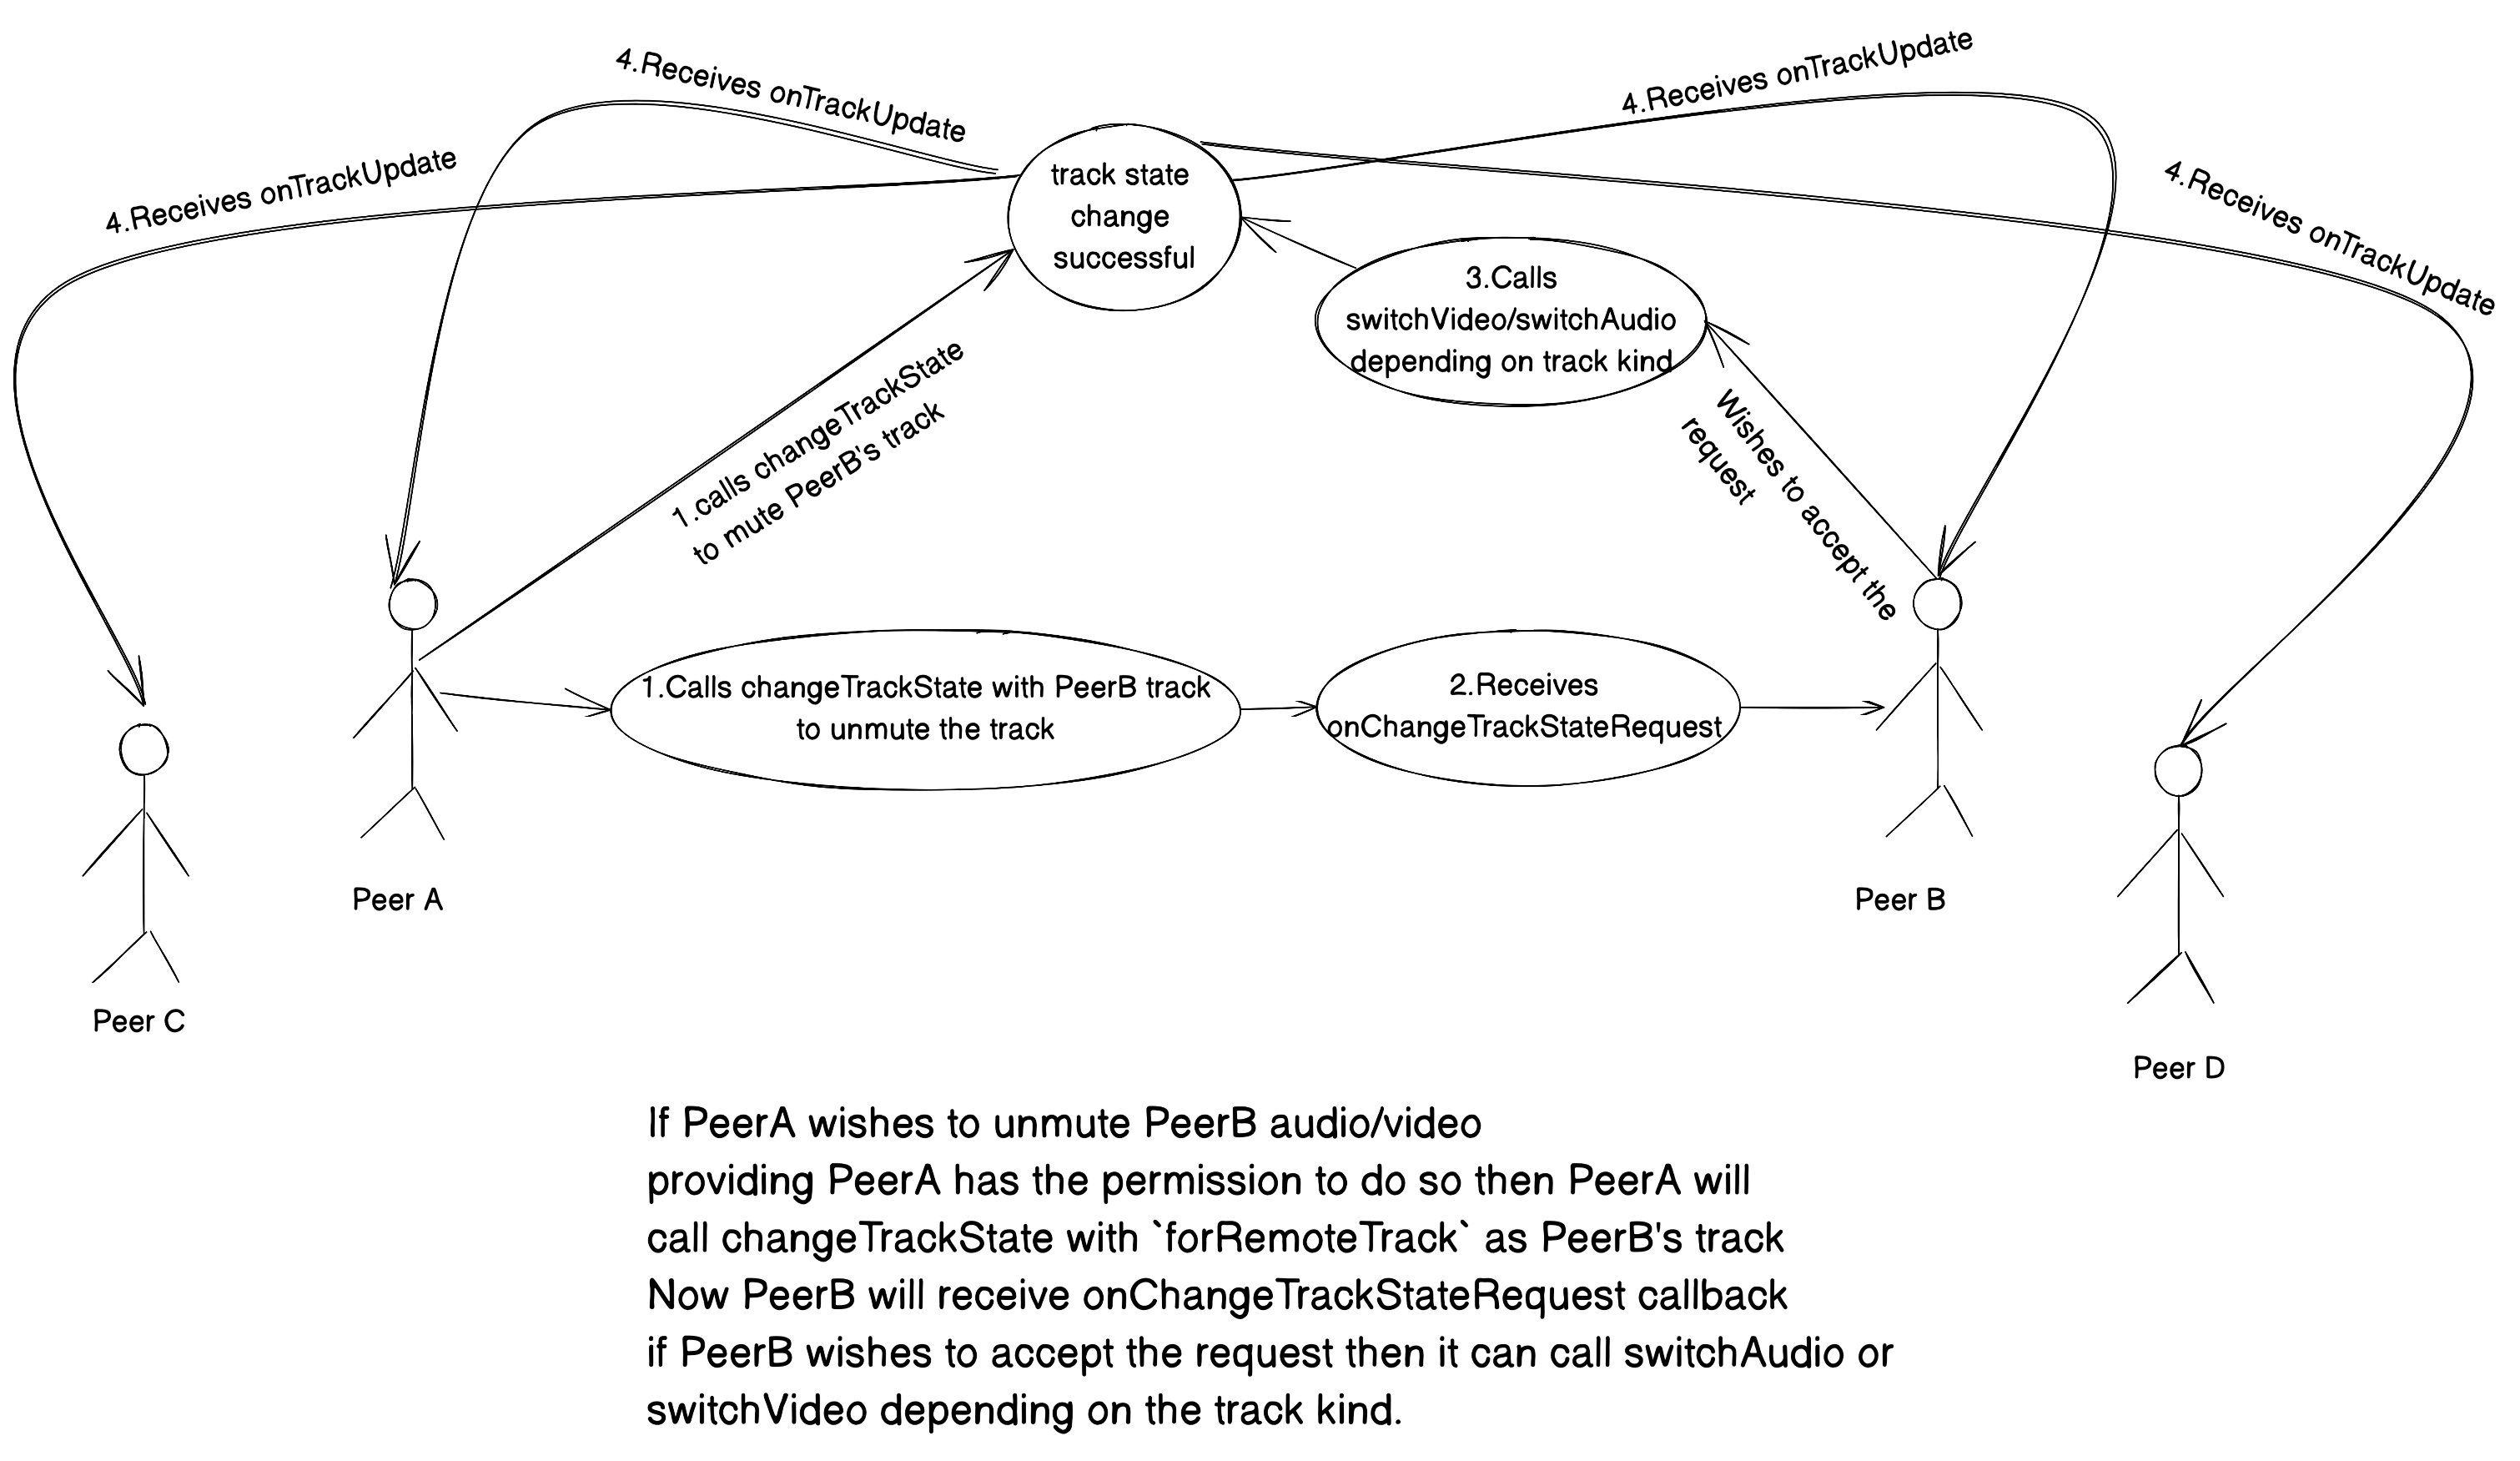 4.Receives onTrackUpdate
4.Receives onTrackUpdate
4.Receives onTrackUpdate
4.Receives onTrackUpdate
track state
change
successful
3.Calls
switchVideo/switchAudio
depending on track kind
1.calls changeTrackState
to mute PeerB's track
Wishes to accept the
request
1.Calls changeTrackState with PeerB track
to unmute the track
2.Receives
onChangeTrackStateRequest
Peer A
Peer B
Peer C
Peer D
If PeerA wishes to unmute PeerB audio/video
providing PeerA has the permission to do so then PeerA will
call changeTrackState with `forRemoteTrack` as PeerB's track
Now PeerB will receive onChangeTrackStateRequest callback
if PeerB wishes to accept the request then it can call switchAudio or
switchVideo depending on the track kind.